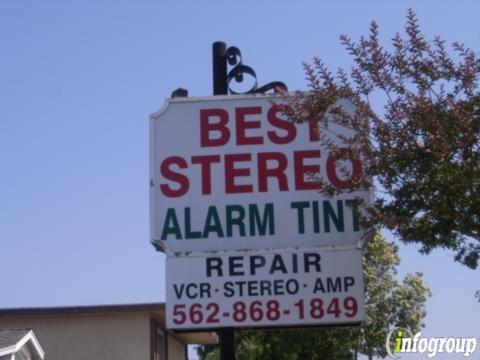 BEST
STEREO
ALARM TINT
REPAIR
VCR · STEREO · AMP
562-868-1849
infogroup